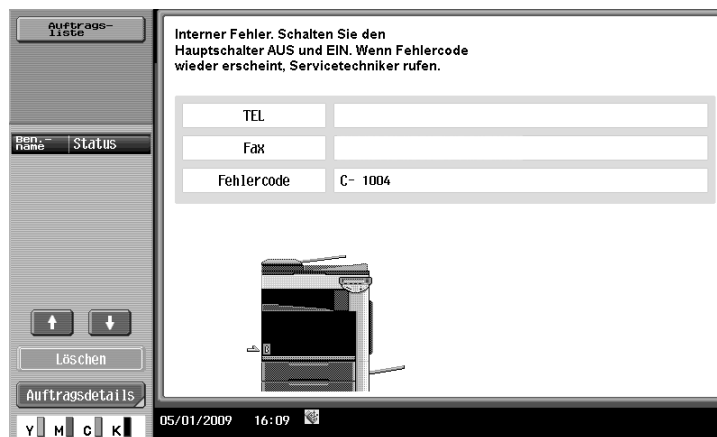 Auftrags-
liste
Interner Fehler. Schalten Sie den
Hauptschalter AUS und EIN. Wenn Fehlercode
wieder erscheint, Servicetechniker rufen.
TEL
Fax
Fehlercode C- 1004
Ben.-
name Status
Löschen
Auftragsdetails
Y M C K
05/01/2009 16:09